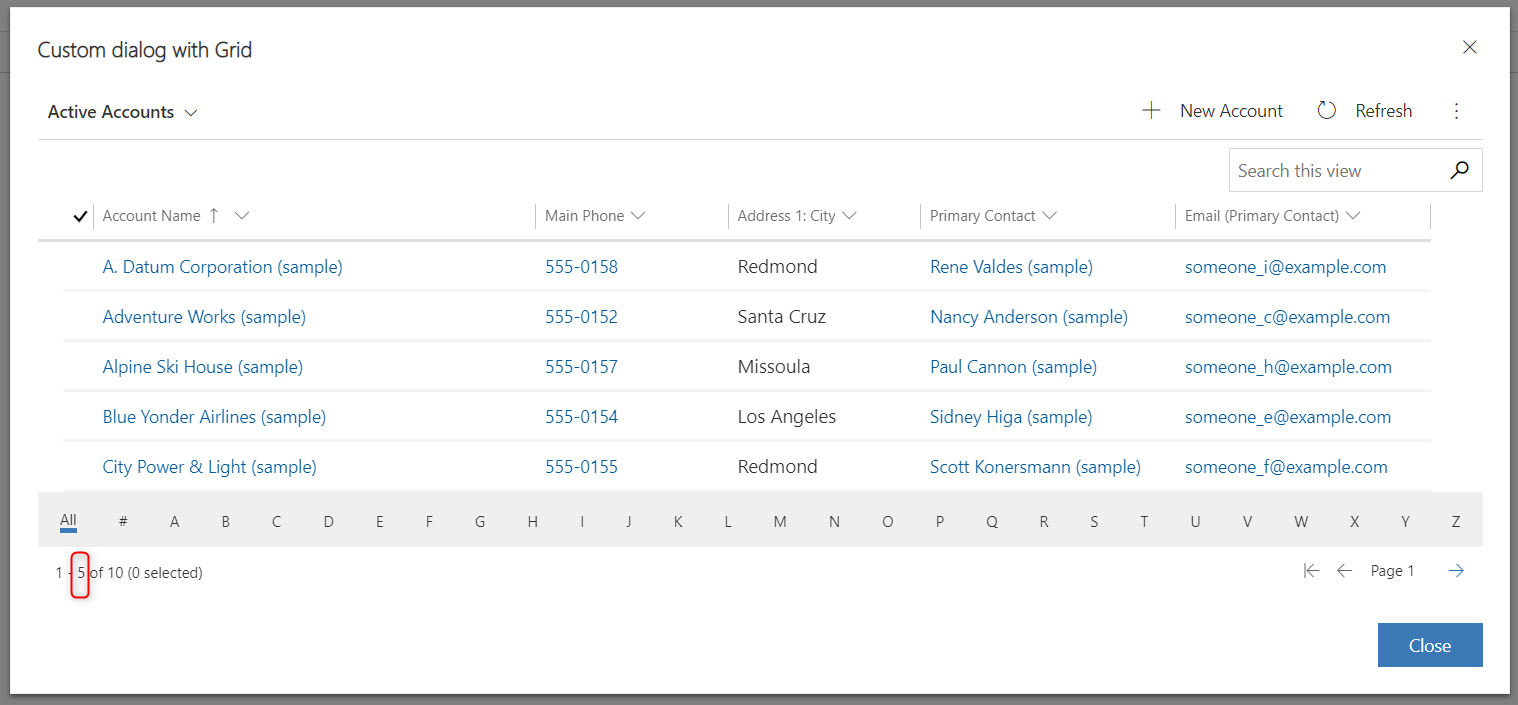 Custom dialog with Grid
Active Accounts
New Account Refresh
Search this view
Account Name Main Phone Address 1: City Primary Contact Email (Primary Contact)
A. Datum Corporation (sample) 555-0158 Redmond Rene Valdes (sample) someone_i@example.com
Adventure Works (sample) 555-0152 Santa Cruz Nancy Anderson (sample) someone_c@example.com
Alpine Ski House (sample) 555-0157 Missoula Paul Cannon (sample) someone_h@example.com
Blue Yonder Airlines (sample) 555-0154 Los Angeles Sidney Higa (sample) someone_e@example.com
City Power & Light (sample) 555-0155 Redmond Scott Konersmann (sample) someone_f@example.com
All # A B C D E F G H I J K L M N O P Q R S T U V W X Y Z
1 - 5 of 10 (0 selected) Page 1
Close